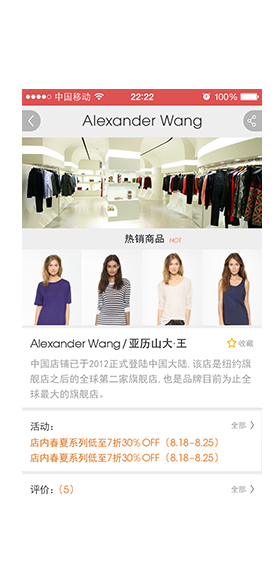 中国移动 22:22 100%
Alexander Wang
热销商品 HOT
Alexander Wang / 亚历山大·王 收藏
中国店铺已于2012正式登陆中国大陆, 该店是纽约旗
舰店之后的全球第二家旗舰店, 也是品牌目前为止全
球最大的旗舰店。
活动: 全部
店内春夏系列低至7折30% OFF（8.18-8.25）
店内春夏系列低至7折30% OFF（8.18-8.25）
评价:（5） 全部